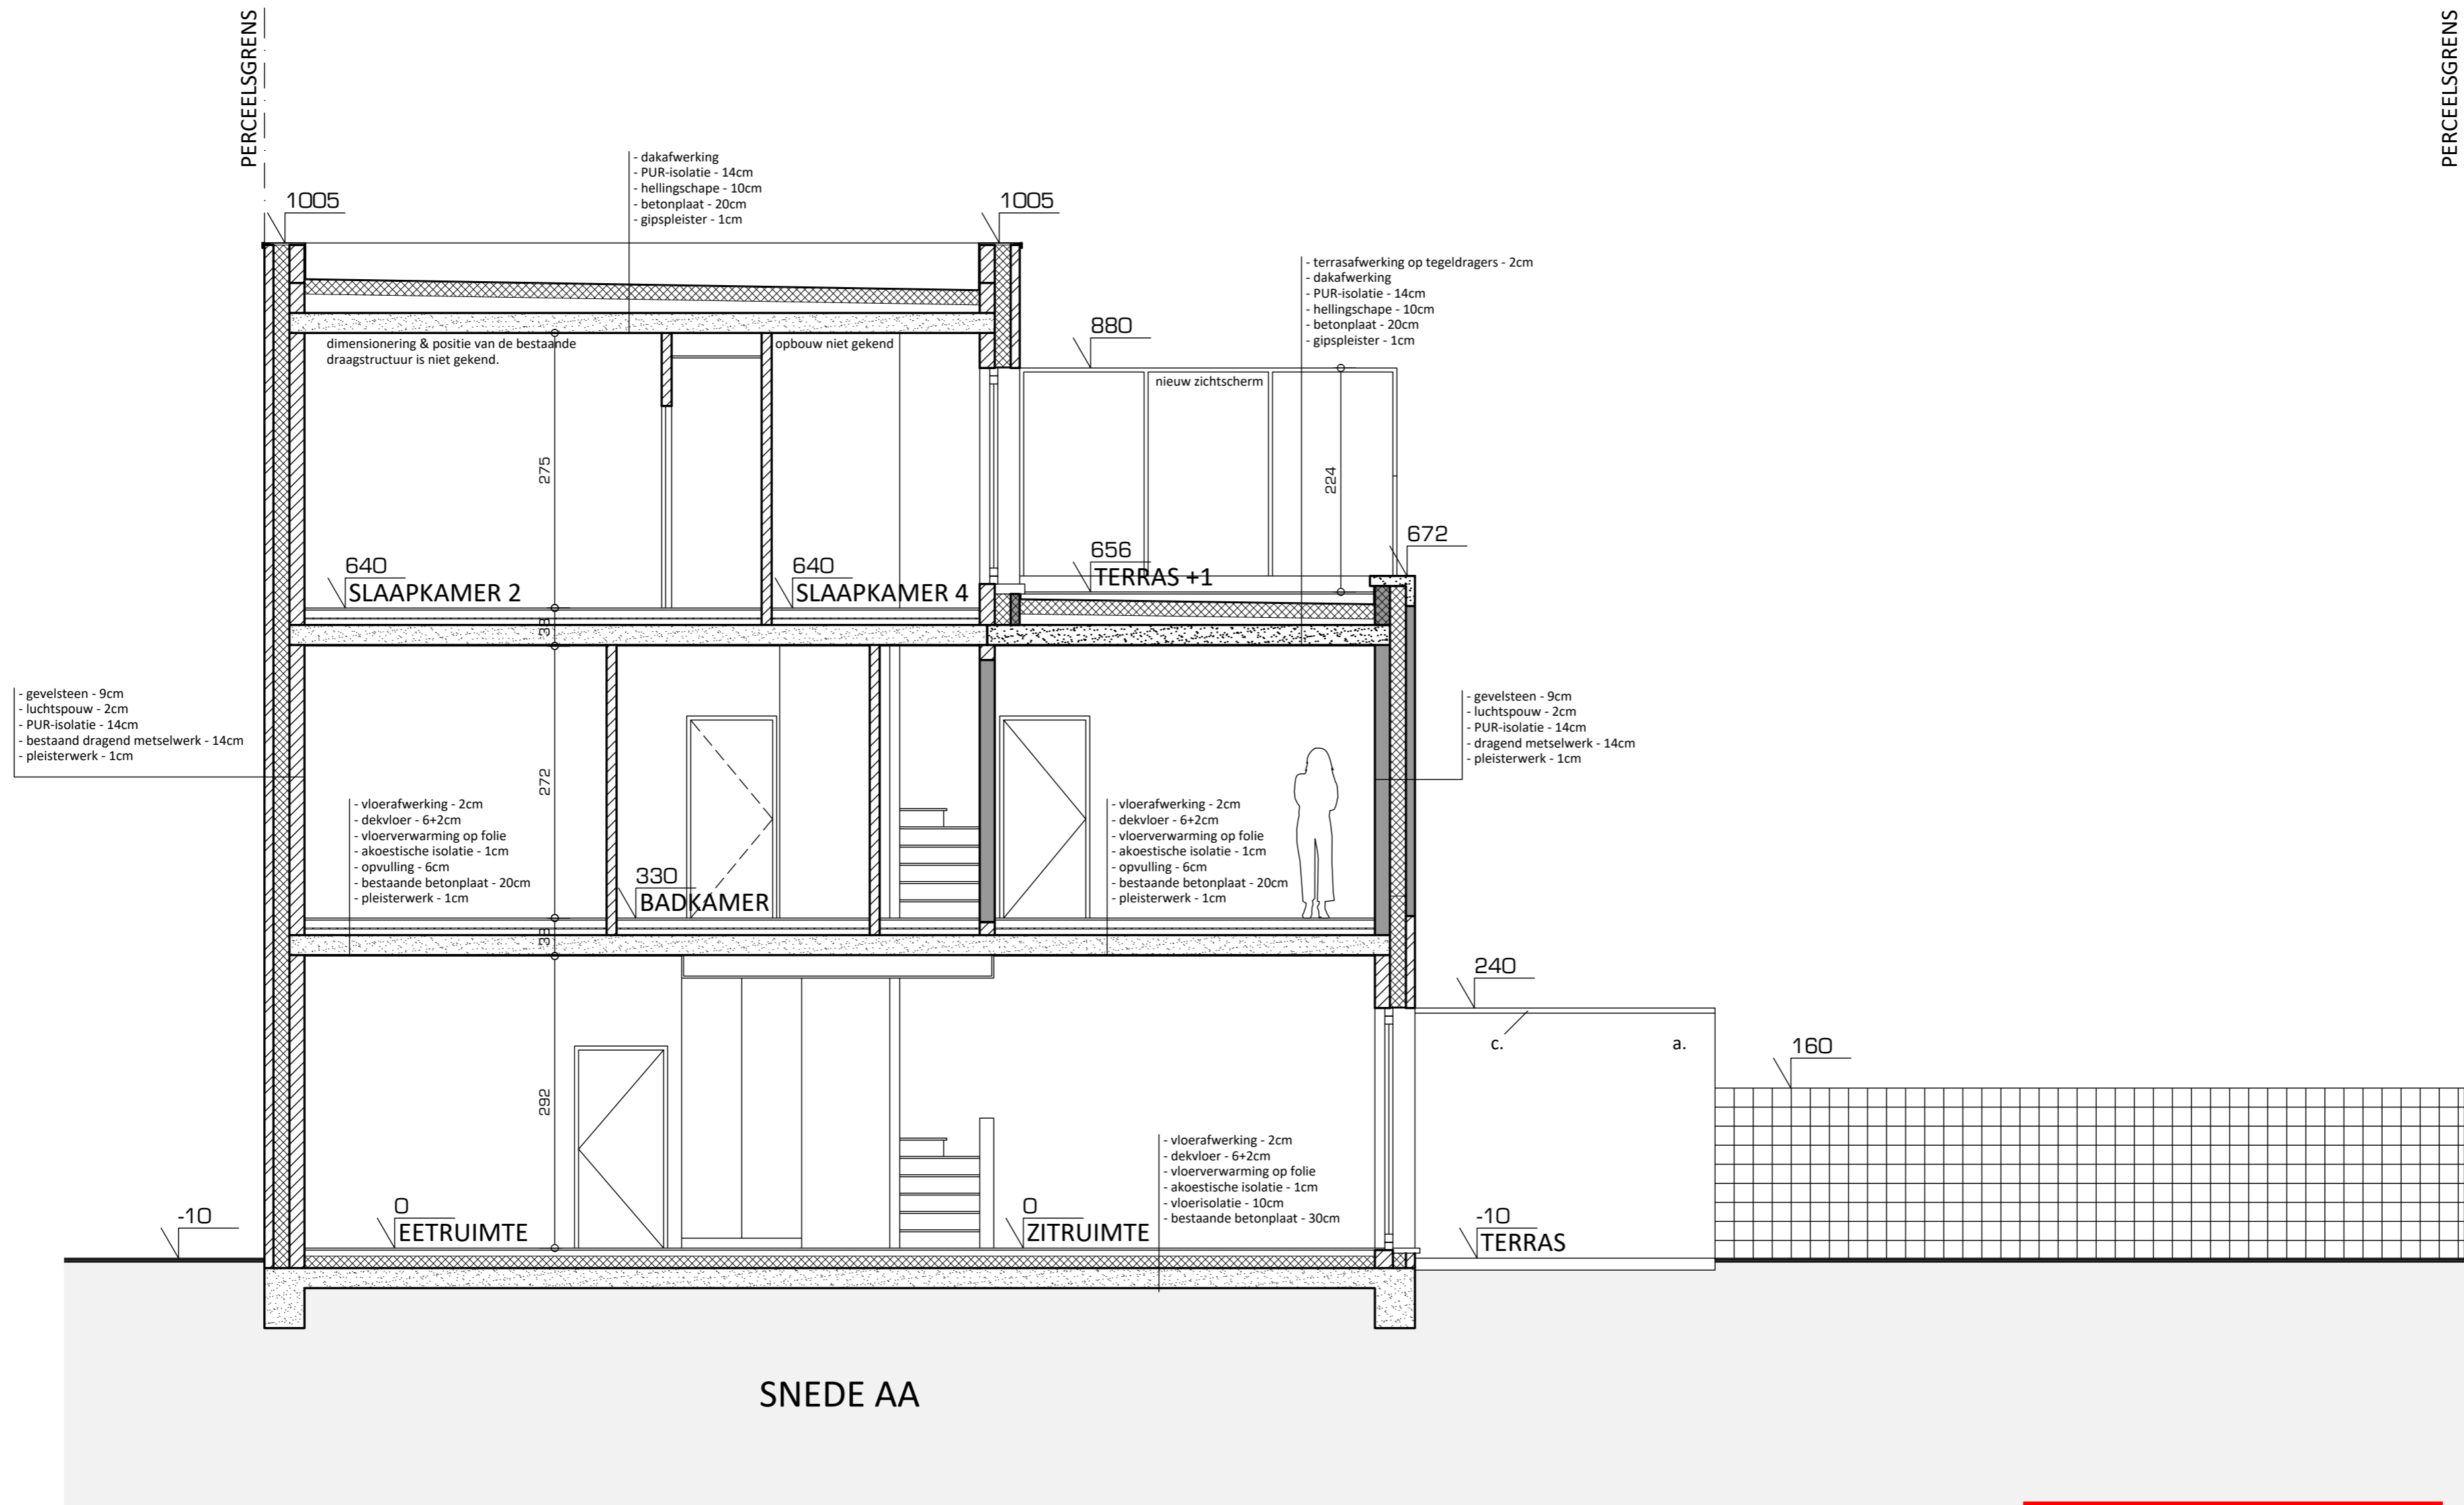 PERCEELSGRENS
PERCEELSGRENS
- dakafwerking
- PUR-isolatie - 14cm
- hellingschape - 10cm
- betonplaat - 20cm
- gipspleister - 1cm
1005
1005
- terrasafwerking op tegeldragers - 2cm
- dakafwerking
- PUR-isolatie - 14cm
- hellingschape - 10cm
- betonplaat - 20cm
- gipspleister - 1cm
880
dimensionering & positie van de bestaande
draagstructuur is niet gekend.
opbouw niet gekend
nieuw zichtscherm
275
224
672
640
SLAAPKAMER 2
640
SLAAPKAMER 4
656
TERRAS +1
33
- gevelsteen - 9cm
- luchtspouw - 2cm
- PUR-isolatie - 14cm
- bestaand dragend metselwerk - 14cm
- pleisterwerk - 1cm
- gevelsteen - 9cm
- luchtspouw - 2cm
- PUR-isolatie - 14cm
- dragend metselwerk - 14cm
- pleisterwerk - 1cm
272
- vloerafwerking - 2cm
- dekvloer - 6+2cm
- vloerverwarming op folie
- akoestische isolatie - 1cm
- opvulling - 6cm
- bestaande betonplaat - 20cm
- pleisterwerk - 1cm
330
BADKAMER
- vloerafwerking - 2cm
- dekvloer - 6+2cm
- vloerverwarming op folie
- akoestische isolatie - 1cm
- opvulling - 6cm
- bestaande betonplaat - 20cm
- pleisterwerk - 1cm
33
240
c.
a.
160
292
- vloerafwerking - 2cm
- dekvloer - 6+2cm
- vloerverwarming op folie
- akoestische isolatie - 1cm
- vloerisolatie - 10cm
- bestaande betonplaat - 30cm
-10
0
EETRUIMTE
0
ZITRUIMTE
-10
TERRAS
SNEDE AA